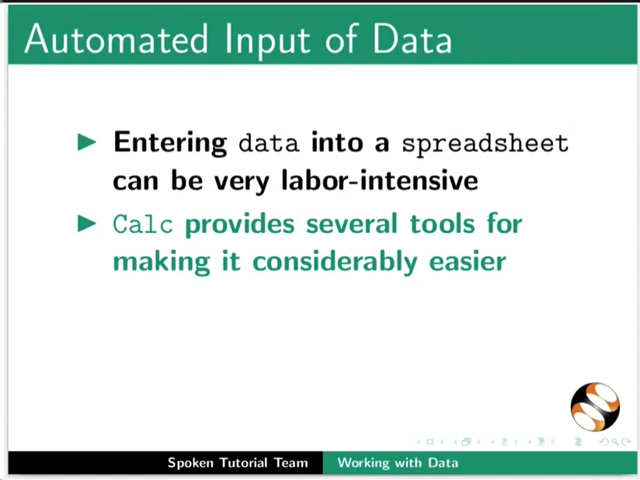 Automated Input of Data
Entering data into a spreadsheet
can be very labor-intensive
Calc provides several tools for
making it considerably easier
Spoken Tutorial Team Working with Data